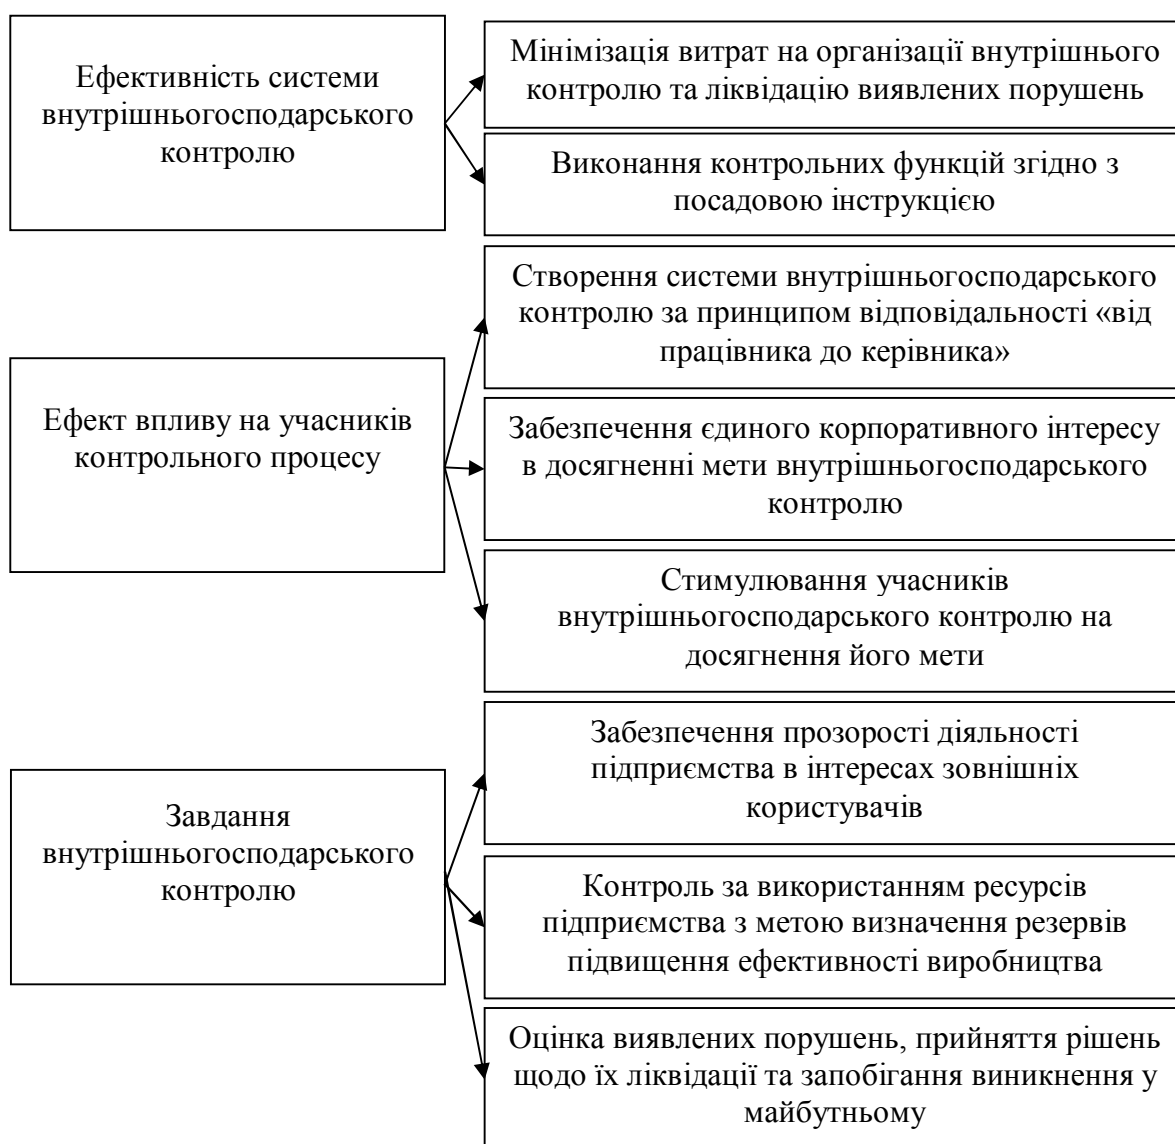 Ефективність системи
внутрішньогосподарського
контролю
Мінімізація витрат на організації внутрішнього
контролю та ліквідацію виявлених порушень
Виконання контрольних функцій згідно з
посадовою інструкцією
Ефект впливу на учасників
контрольного процесу
Створення системи внутрішньогосподарського
контролю за принципом відповідальності «від
працівника до керівника»
Забезпечення єдиного корпоративного інтересу
в досягненні мети внутрішньогосподарського
контролю
Стимулювання учасників
внутрішньогосподарського контролю на
досягнення його мети
Завдання
внутрішньогосподарського
контролю
Забезпечення прозорості діяльності
підприємства в інтересах зовнішніх
користувачів
Контроль за використанням ресурсів
підприємства з метою визначення резервів
підвищення ефективності виробництва
Оцінка виявлених порушень, прийняття рішень
щодо їх ліквідації та запобігання виникнення у
майбутньому